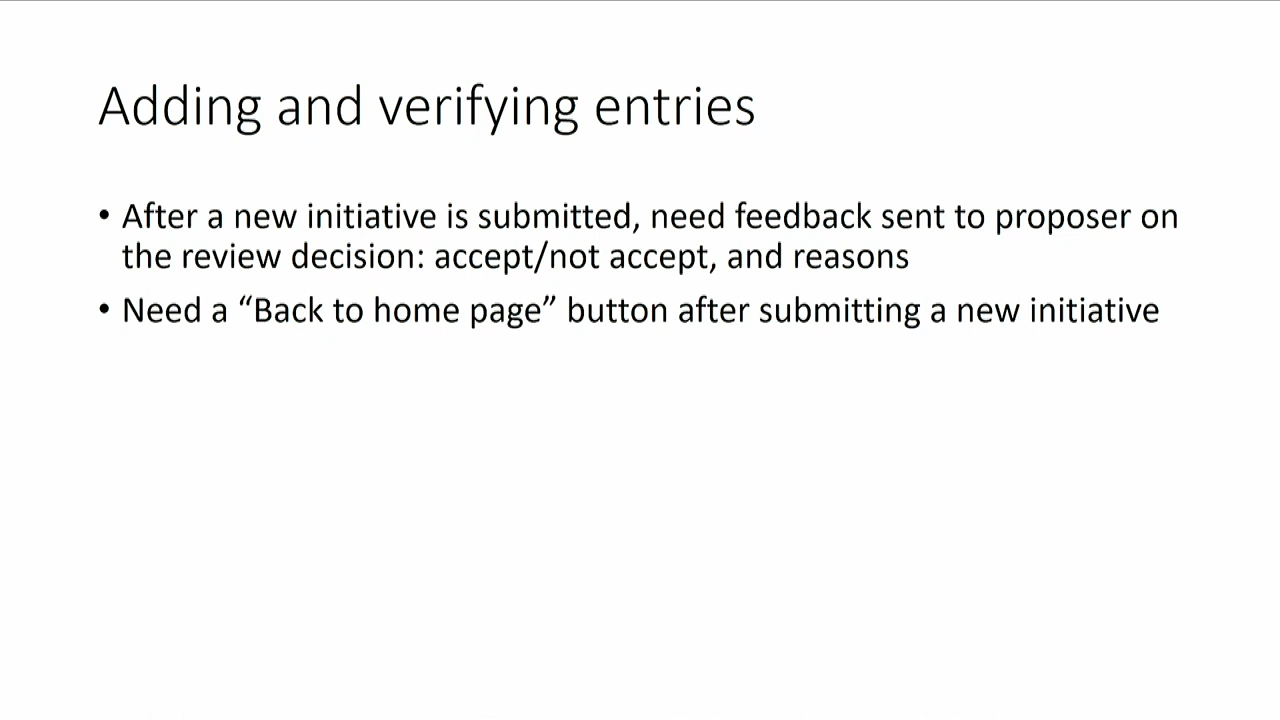 Adding and verifying entries
• After a new initiative is submitted, need feedback sent to proposer on
the review decision: accept/not accept, and reasons
• Need a “Back to home page” button after submitting a new initiative